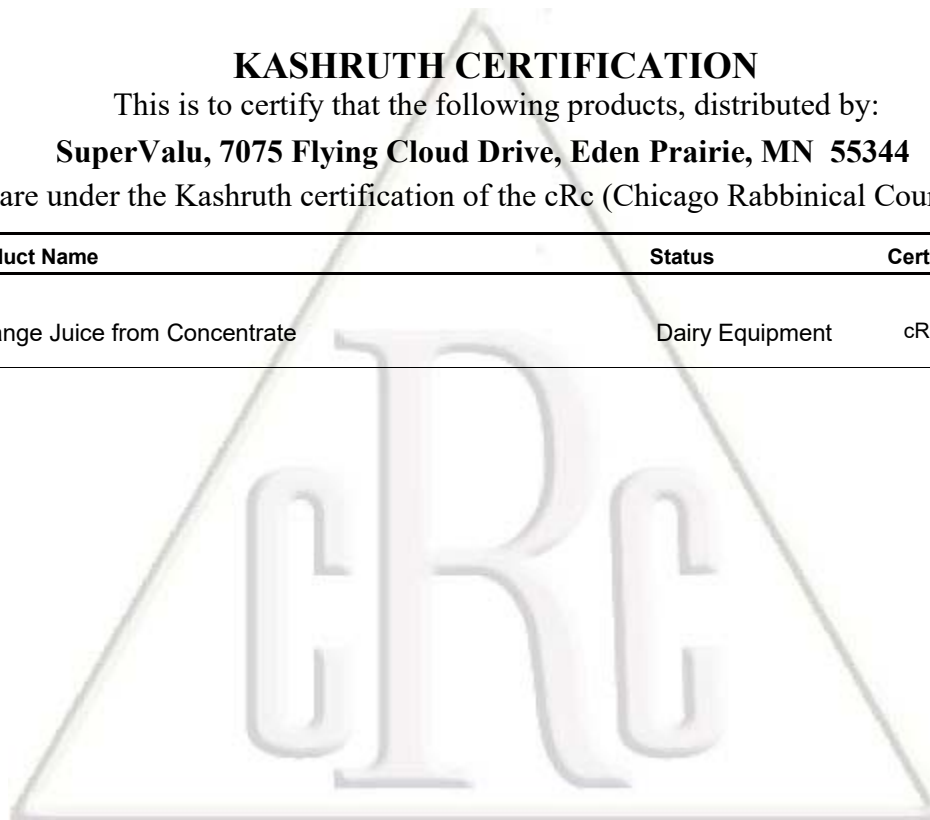 KASHRUTH CERTIFICATION
This is to certify that the following products, distributed by:
SuperValu, 7075 Flying Cloud Drive, Eden Prairie, MN 55344
are under the Kashruth certification of the cRc (Chicago Rabbinical Cour
duct Name Status Cert
nge Juice from Concentrate Dairy Equipment cR
cRc